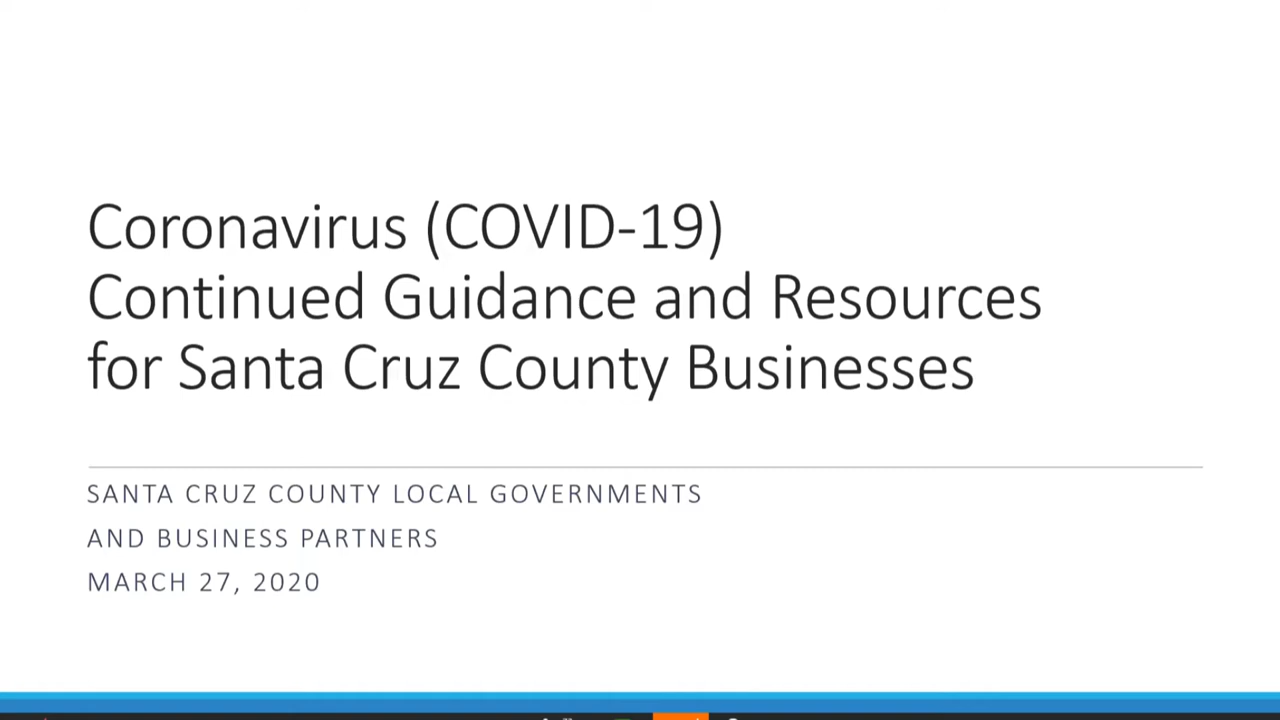 Coronavirus (COVID-19)
Continued Guidance and Resources
for Santa Cruz County Businesses
SANTA CRUZ COUNTY LOCAL GOVERNMENTS
AND BUSINESS PARTNERS
MARCH 27, 2020